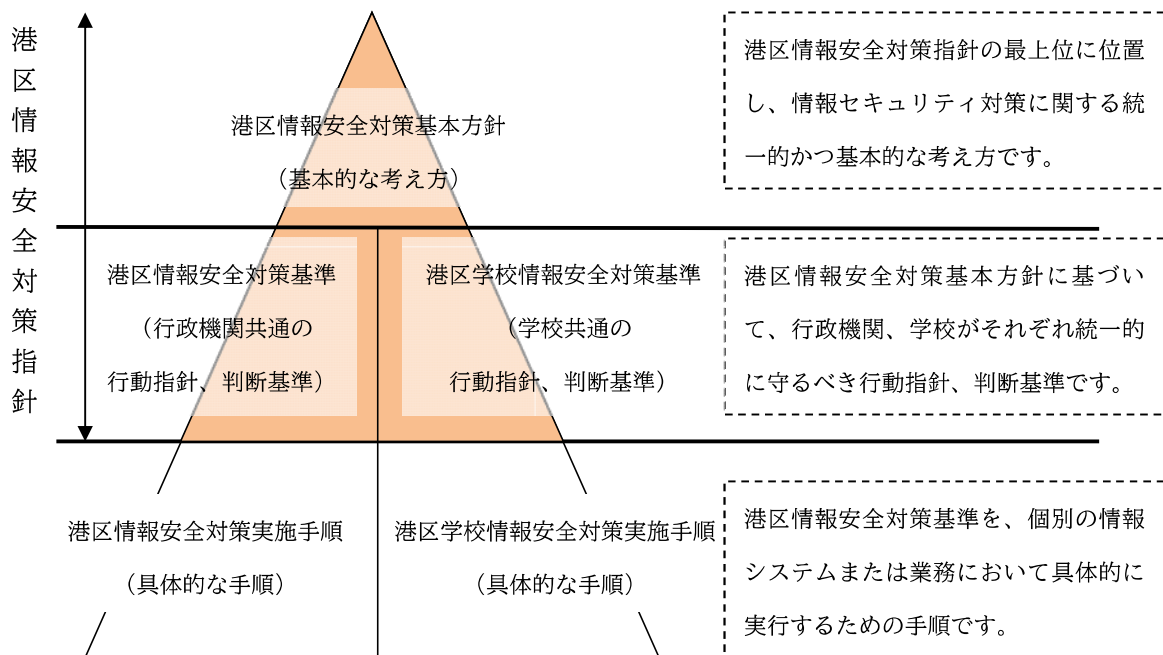 港区情報安全対策指針
港区情報安全対策基本方針
（基本的な考え方）
港区情報安全対策指針の最上位に位置
し、情報セキュリティ対策に関する統
一的かつ基本的な考え方です。
港区情報安全対策基準
（行政機関共通の
行動指針、判断基準）
港区学校情報安全対策基準
（学校共通の
行動指針、判断基準）
港区情報安全対策基本方針に基づい
て、行政機関、学校がそれぞれ統一的
に守るべき行動指針、判断基準です。
港区情報安全対策実施手順
（具体的な手順）
港区学校情報安全対策実施手順
（具体的な手順）
港区情報安全対策基準を、個別の情報
システムまたは業務において具体的に
実行するための手順です。